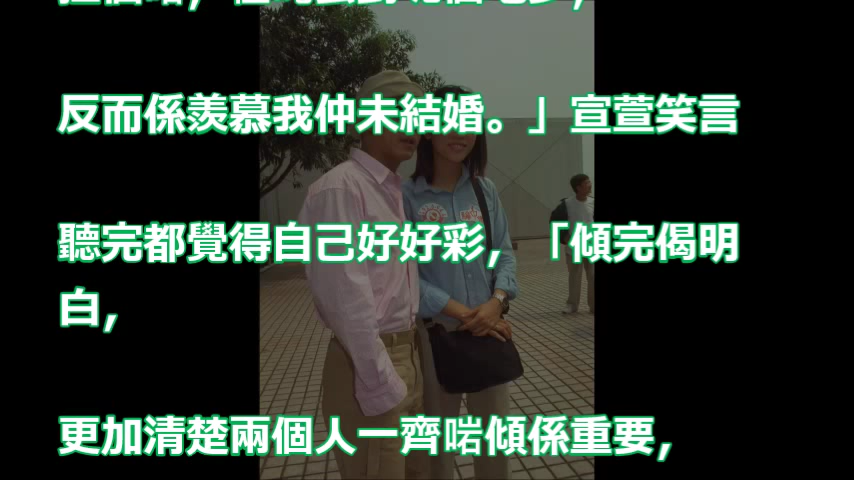 反而係羨慕我仲未結婚。」宣萱笑言
聽完都覺得自己好好彩，「傾完偈明
白，
更加清楚兩個人一齊啱傾係重要，